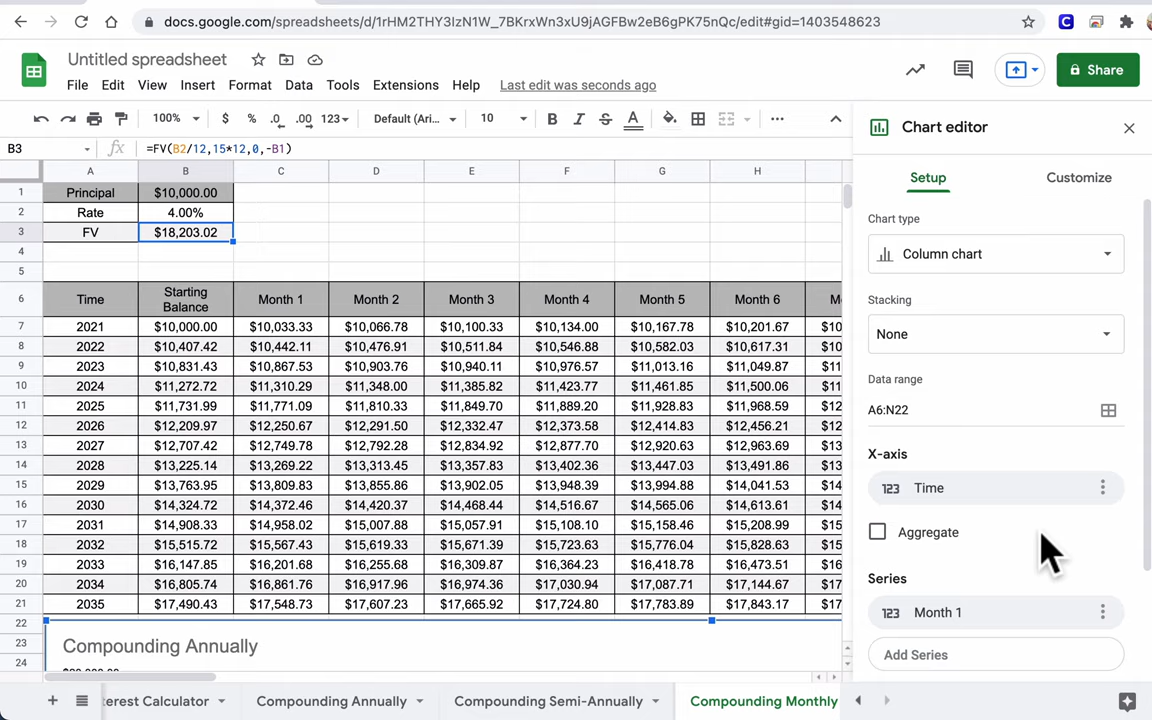 docs.google.com/spreadsheets/d/1rHM2THY3IzN1W_7BKrxWn3xU9jAGFBw2eB6gPK75nQc/edit#gid=1403548623
Untitled spreadsheet
File Edit View Insert Format Data Tools Extensions Help Last edit was seconds ago
Share
100% $ % .0 .00 123 Default (Ari... 10 B I S A
B3 fx =FV(B2/12,15*12,0,-B1)
A B C D E F G H
1 Principal $10,000.00
2 Rate 4.00%
3 FV $18,203.02
4
5
6 Time Starting Balance Month 1 Month 2 Month 3 Month 4 Month 5 Month 6 M
7 2021 $10,000.00 $10,033.33 $10,066.78 $10,100.33 $10,134.00 $10,167.78 $10,201.67 $10
8 2022 $10,407.42 $10,442.11 $10,476.91 $10,511.84 $10,546.88 $10,582.03 $10,617.31 $10
9 2023 $10,831.43 $10,867.53 $10,903.76 $10,940.11 $10,976.57 $11,013.16 $11,049.87 $11
10 2024 $11,272.72 $11,310.29 $11,348.00 $11,385.82 $11,423.77 $11,461.85 $11,500.06 $11
11 2025 $11,731.99 $11,771.09 $11,810.33 $11,849.70 $11,889.20 $11,928.83 $11,968.59 $12
12 2026 $12,209.97 $12,250.67 $12,291.50 $12,332.47 $12,373.58 $12,414.83 $12,456.21 $12
13 2027 $12,707.42 $12,749.78 $12,792.28 $12,834.92 $12,877.70 $12,920.63 $12,963.69 $13
14 2028 $13,225.14 $13,269.22 $13,313.45 $13,357.83 $13,402.36 $13,447.03 $13,491.86 $13
15 2029 $13,763.95 $13,809.83 $13,855.86 $13,902.05 $13,948.39 $13,994.88 $14,041.53 $14
16 2030 $14,324.72 $14,372.46 $14,420.37 $14,468.44 $14,516.67 $14,565.06 $14,613.61 $14
17 2031 $14,908.33 $14,958.02 $15,007.88 $15,057.91 $15,108.10 $15,158.46 $15,208.99 $15
18 2032 $15,515.72 $15,567.43 $15,619.33 $15,671.39 $15,723.63 $15,776.04 $15,828.63 $15
19 2033 $16,147.85 $16,201.68 $16,255.68 $16,309.87 $16,364.23 $16,418.78 $16,473.51 $16
20 2034 $16,805.74 $16,861.76 $16,917.96 $16,974.36 $17,030.94 $17,087.71 $17,144.67 $17
21 2035 $17,490.43 $17,548.73 $17,607.23 $17,665.92 $17,724.80 $17,783.89 $17,843.17 $17
22
23 Compounding Annually
24
Chart editor
Setup Customize
Chart type
Column chart
Stacking
None
Data range
A6:N22
X-axis
123 Time
Aggregate
Series
123 Month 1
Add Series
terest Calculator Compounding Annually Compounding Semi-Annually Compounding Monthly